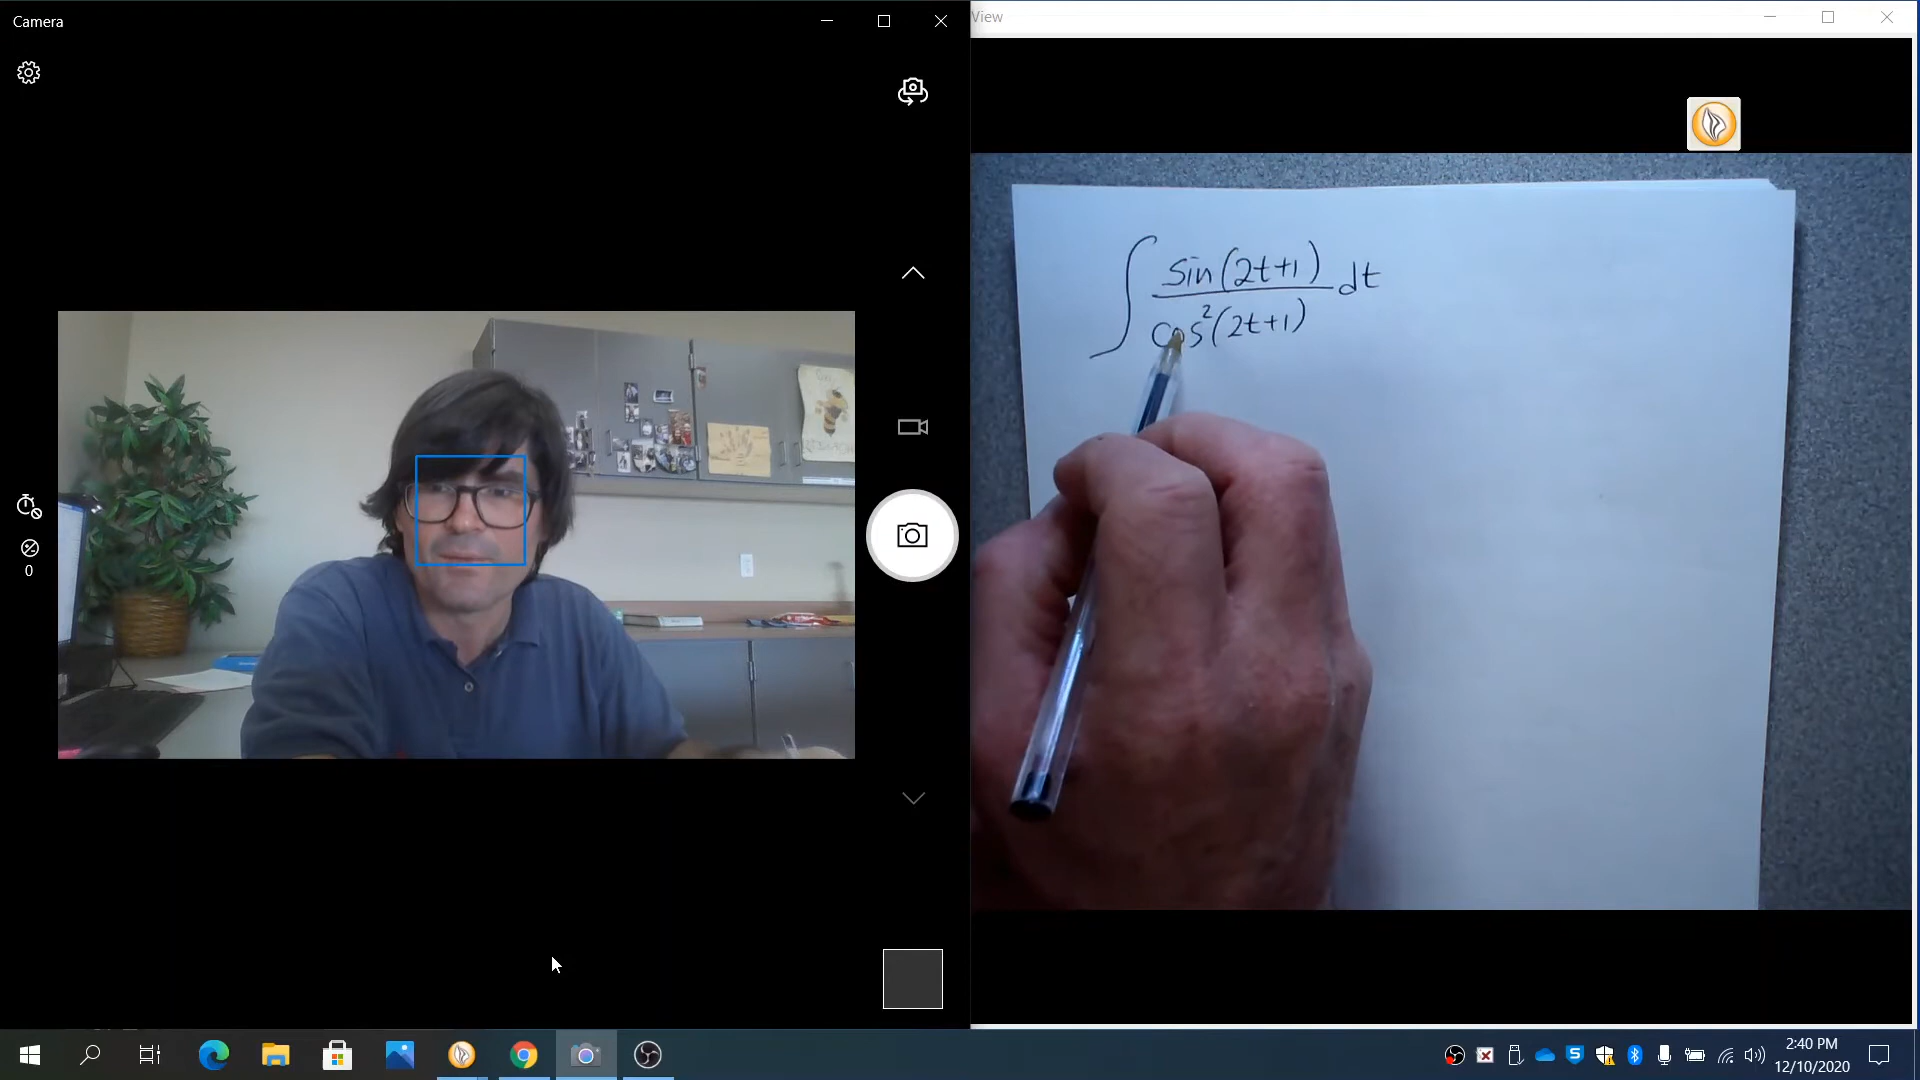 Camera
View
0
∫ sin(2t+1) / cos²(2t+1) dt
2:40 PM
12/10/2020